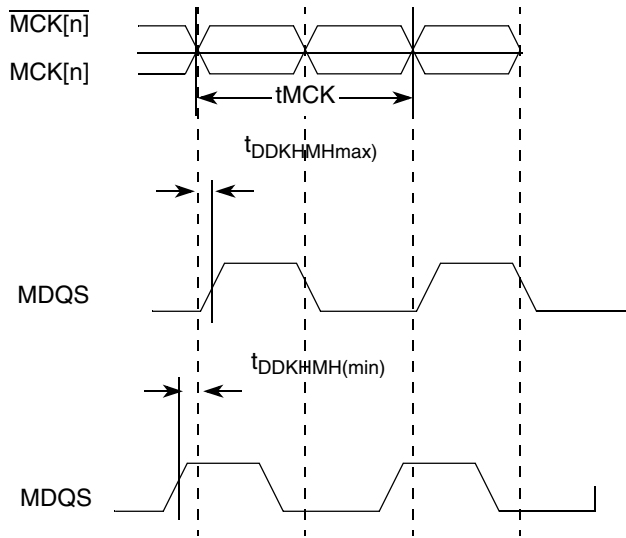 MCK[n]
MCK[n]
tMCK
tDDKHMHmax)
MDQS
tDDKHMH(min)
MDQS